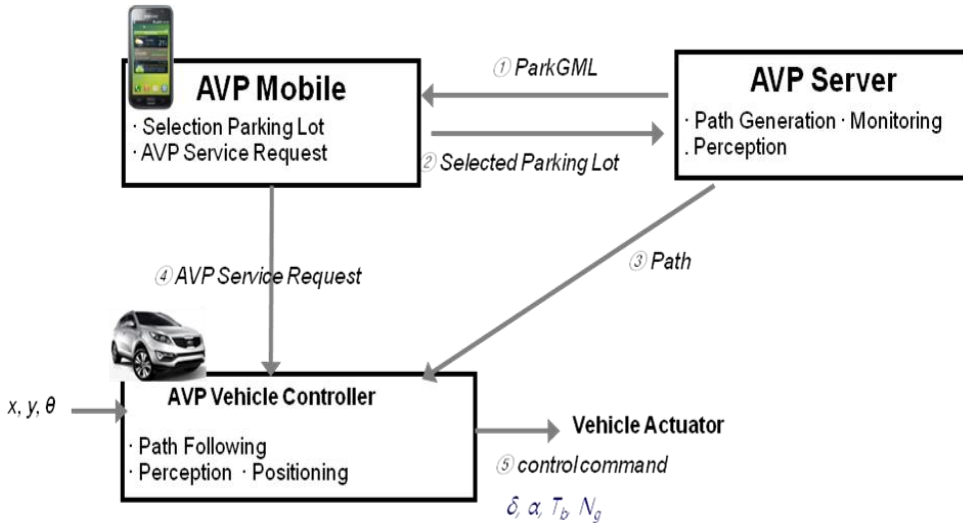 ① ParkGML
AVP Mobile
· Selection Parking Lot
· AVP Service Request
AVP Server
· Path Generation · Monitoring
. Perception
② Selected Parking Lot
③ Path
④ AVP Service Request
AVP Vehicle Controller
· Path Following
· Perception · Positioning
x, y, θ
Vehicle Actuator
⑤ control command
δ, α, T_b, N_g